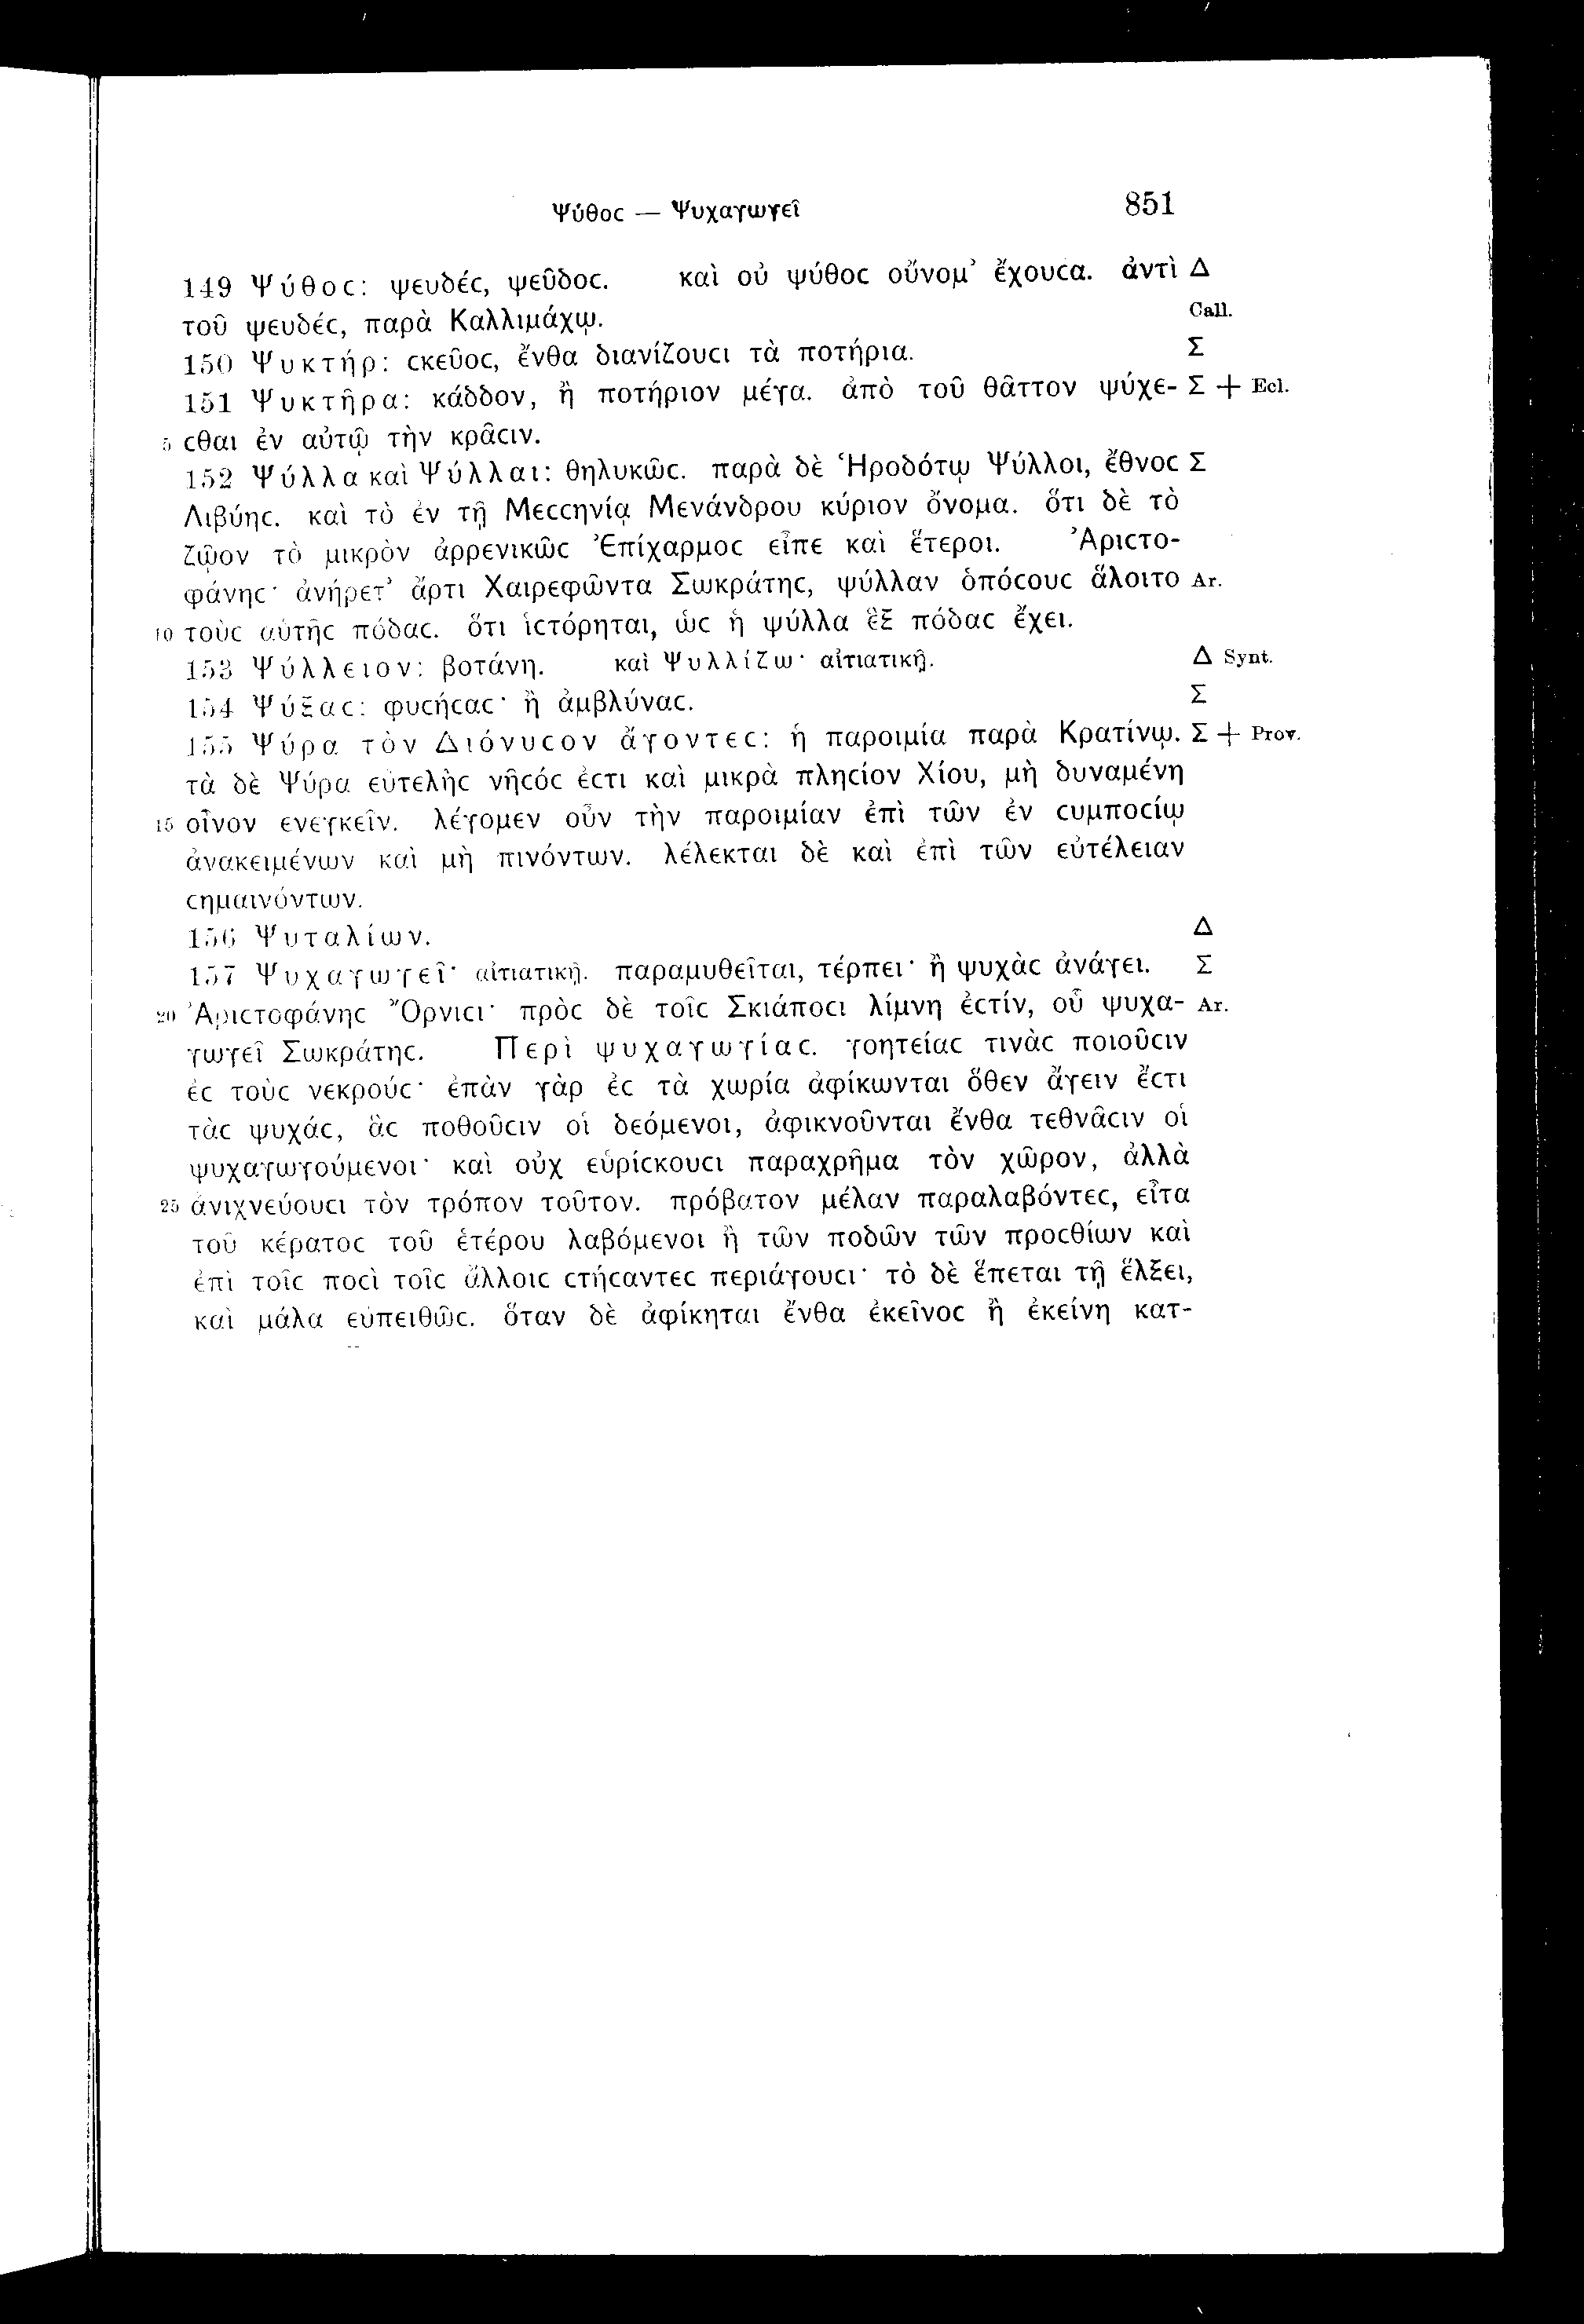 Ψύθοϲ — Ψυχαγωγεῖ 851
149 Ψύθοϲ: ψευδέϲ, ψεῦδοϲ. καὶ οὐ ψύθοϲ οὔνομ’ ἔχουϲα. ἀντὶ Δ
τοῦ ψευδέϲ, παρὰ Καλλιμάχῳ. Call.
150 Ψυκτήρ: ϲκεῦοϲ, ἔνθα διανίζουϲι τὰ ποτήρια. Σ
151 Ψυκτῆρα: κάδδον, ἢ ποτήριον μέγα. ἀπὸ τοῦ θᾶττον ψύχε- Σ + Ecl.
5 ϲθαι ἐν αὐτῷ τὴν κρᾶϲιν.
152 Ψύλλα καὶ Ψύλλαι: θηλυκῶϲ. παρὰ δὲ Ἡροδότῳ Ψύλλοι, ἔθνοϲ Σ
Λιβύηϲ. καὶ τὸ ἐν τῇ Μεϲϲηνίᾳ Μενάνδρου κύριον ὄνομα. ὅτι δὲ τὸ
ζῷον τὸ μικρὸν ἀρρενικῶϲ Ἐπίχαρμοϲ εἶπε καὶ ἕτεροι. Ἀριϲτο-
φάνηϲ· ἀνήρετ’ ἄρτι Χαιρεφῶντα Σωκράτηϲ, ψύλλαν ὁπόϲουϲ ἅλοιτο Ar.
10 τοὺϲ αὑτῆϲ πόδαϲ. ὅτι ἱϲτόρηται, ὡϲ ἡ ψύλλα ἓξ πόδαϲ ἔχει.
153 Ψύλλειον: βοτάνη. καὶ Ψυλλίζω· αἰτιατικῇ. Δ Synt.
154 Ψύξαϲ: φυϲήϲαϲ· ἢ ἀμβλύναϲ. Σ
155 Ψύρα τὸν Διόνυϲον ἄγοντεϲ: ἡ παροιμία παρὰ Κρατίνῳ. Σ + Prov.
τὰ δὲ Ψύρα εὐτελὴϲ νῆϲόϲ ἐϲτι καὶ μικρὰ πληϲίον Χίου, μὴ δυναμένη
15 οἶνον ἐνεγκεῖν. λέγομεν οὖν τὴν παροιμίαν ἐπὶ τῶν ἐν ϲυμποϲίῳ
ἀνακειμένων καὶ μὴ πινόντων. λέλεκται δὲ καὶ ἐπὶ τῶν εὐτέλειαν
ϲημαινόντων.
156 Ψυταλίων. Δ
157 Ψυχαγωγεῖ· αἰτιατικῇ. παραμυθεῖται, τέρπει· ἢ ψυχὰϲ ἀνάγει. Σ
20 Ἀριϲτοφάνηϲ Ὄρνιϲι· πρὸϲ δὲ τοῖϲ Σκιάποϲι λίμνη ἐϲτίν, οὗ ψυχα- Ar.
γωγεῖ Σωκράτηϲ. Περὶ ψυχαγωγίαϲ. γοητείαϲ τινὰϲ ποιοῦϲιν
ἐϲ τοὺϲ νεκρούϲ· ἐπὰν γὰρ ἐϲ τὰ χωρία ἀφίκωνται ὅθεν ἄγειν ἔϲτι
τὰϲ ψυχάϲ, ἃϲ ποθοῦϲιν οἱ δεόμενοι, ἀφικνοῦνται ἔνθα τεθνᾶϲιν οἱ
ψυχαγωγούμενοι· καὶ οὐχ εὑρίϲκουϲι παραχρῆμα τὸν χῶρον, ἀλλὰ
25 ἀνιχνεύουϲι τὸν τρόπον τοῦτον. πρόβατον μέλαν παραλαβόντεϲ, εἶτα
τοῦ κέρατοϲ τοῦ ἑτέρου λαβόμενοι ἢ τῶν ποδῶν τῶν προϲθίων καὶ
ἐπὶ τοῖϲ ποϲὶ τοῖϲ ἄλλοιϲ ϲτήϲαντεϲ περιάγουϲι· τὸ δὲ ἕπεται τῇ ἕλξει,
καὶ μάλα εὐπειθῶϲ. ὅταν δὲ ἀφίκηται ἔνθα ἐκεῖνοϲ ἢ ἐκείνη κατ-